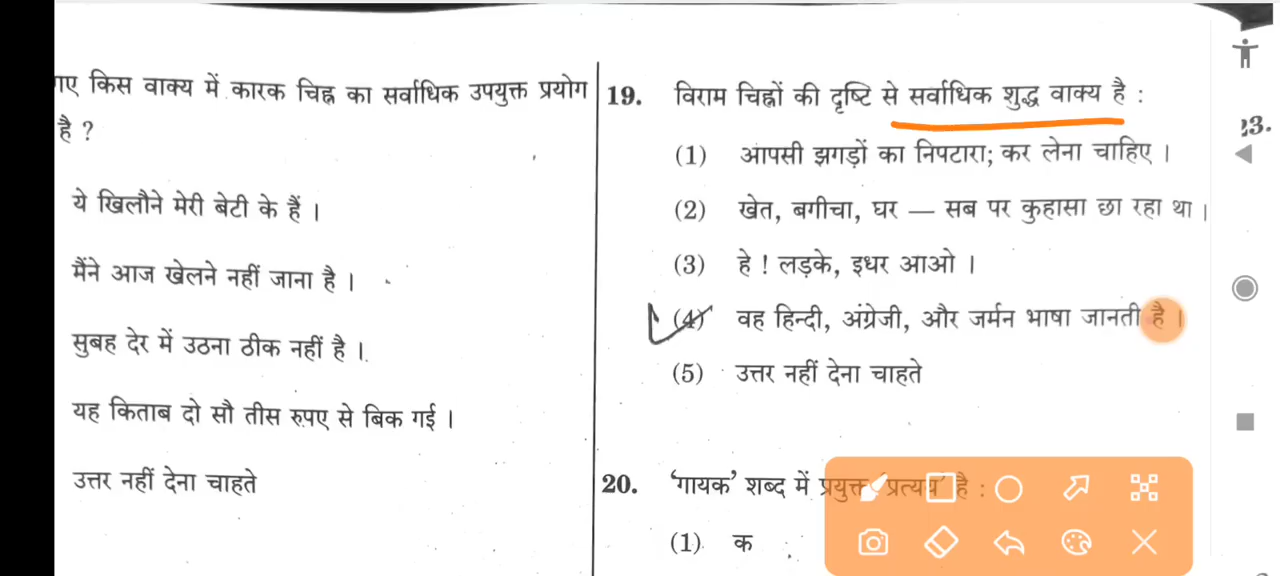 गए किस वाक्य में कारक चिह्न का सर्वाधिक उपयुक्त प्रयोग
है ?
ये खिलौने मेरी बेटी के हैं ।
मैंने आज खेलने नहीं जाना है ।
सुबह देर में उठना ठीक नहीं है ।
यह किताब दो सौ तीस रुपए से बिक गई ।
उत्तर नहीं देना चाहते
19. विराम चिह्नों की दृष्टि से सर्वाधिक शुद्ध वाक्य है :
(1) आपसी झगड़ों का निपटारा; कर लेना चाहिए ।
(2) खेत, बगीचा, घर — सब पर कुहासा छा रहा था ।
(3) हे ! लड़के, इधर आओ ।
(4) वह हिन्दी, अंग्रेजी, और जर्मन भाषा जानती है ।
(5) उत्तर नहीं देना चाहते
20. ‘गायक’ शब्द में प्रयुक्त ‘प्रत्यय’ है :
(1) क
23.